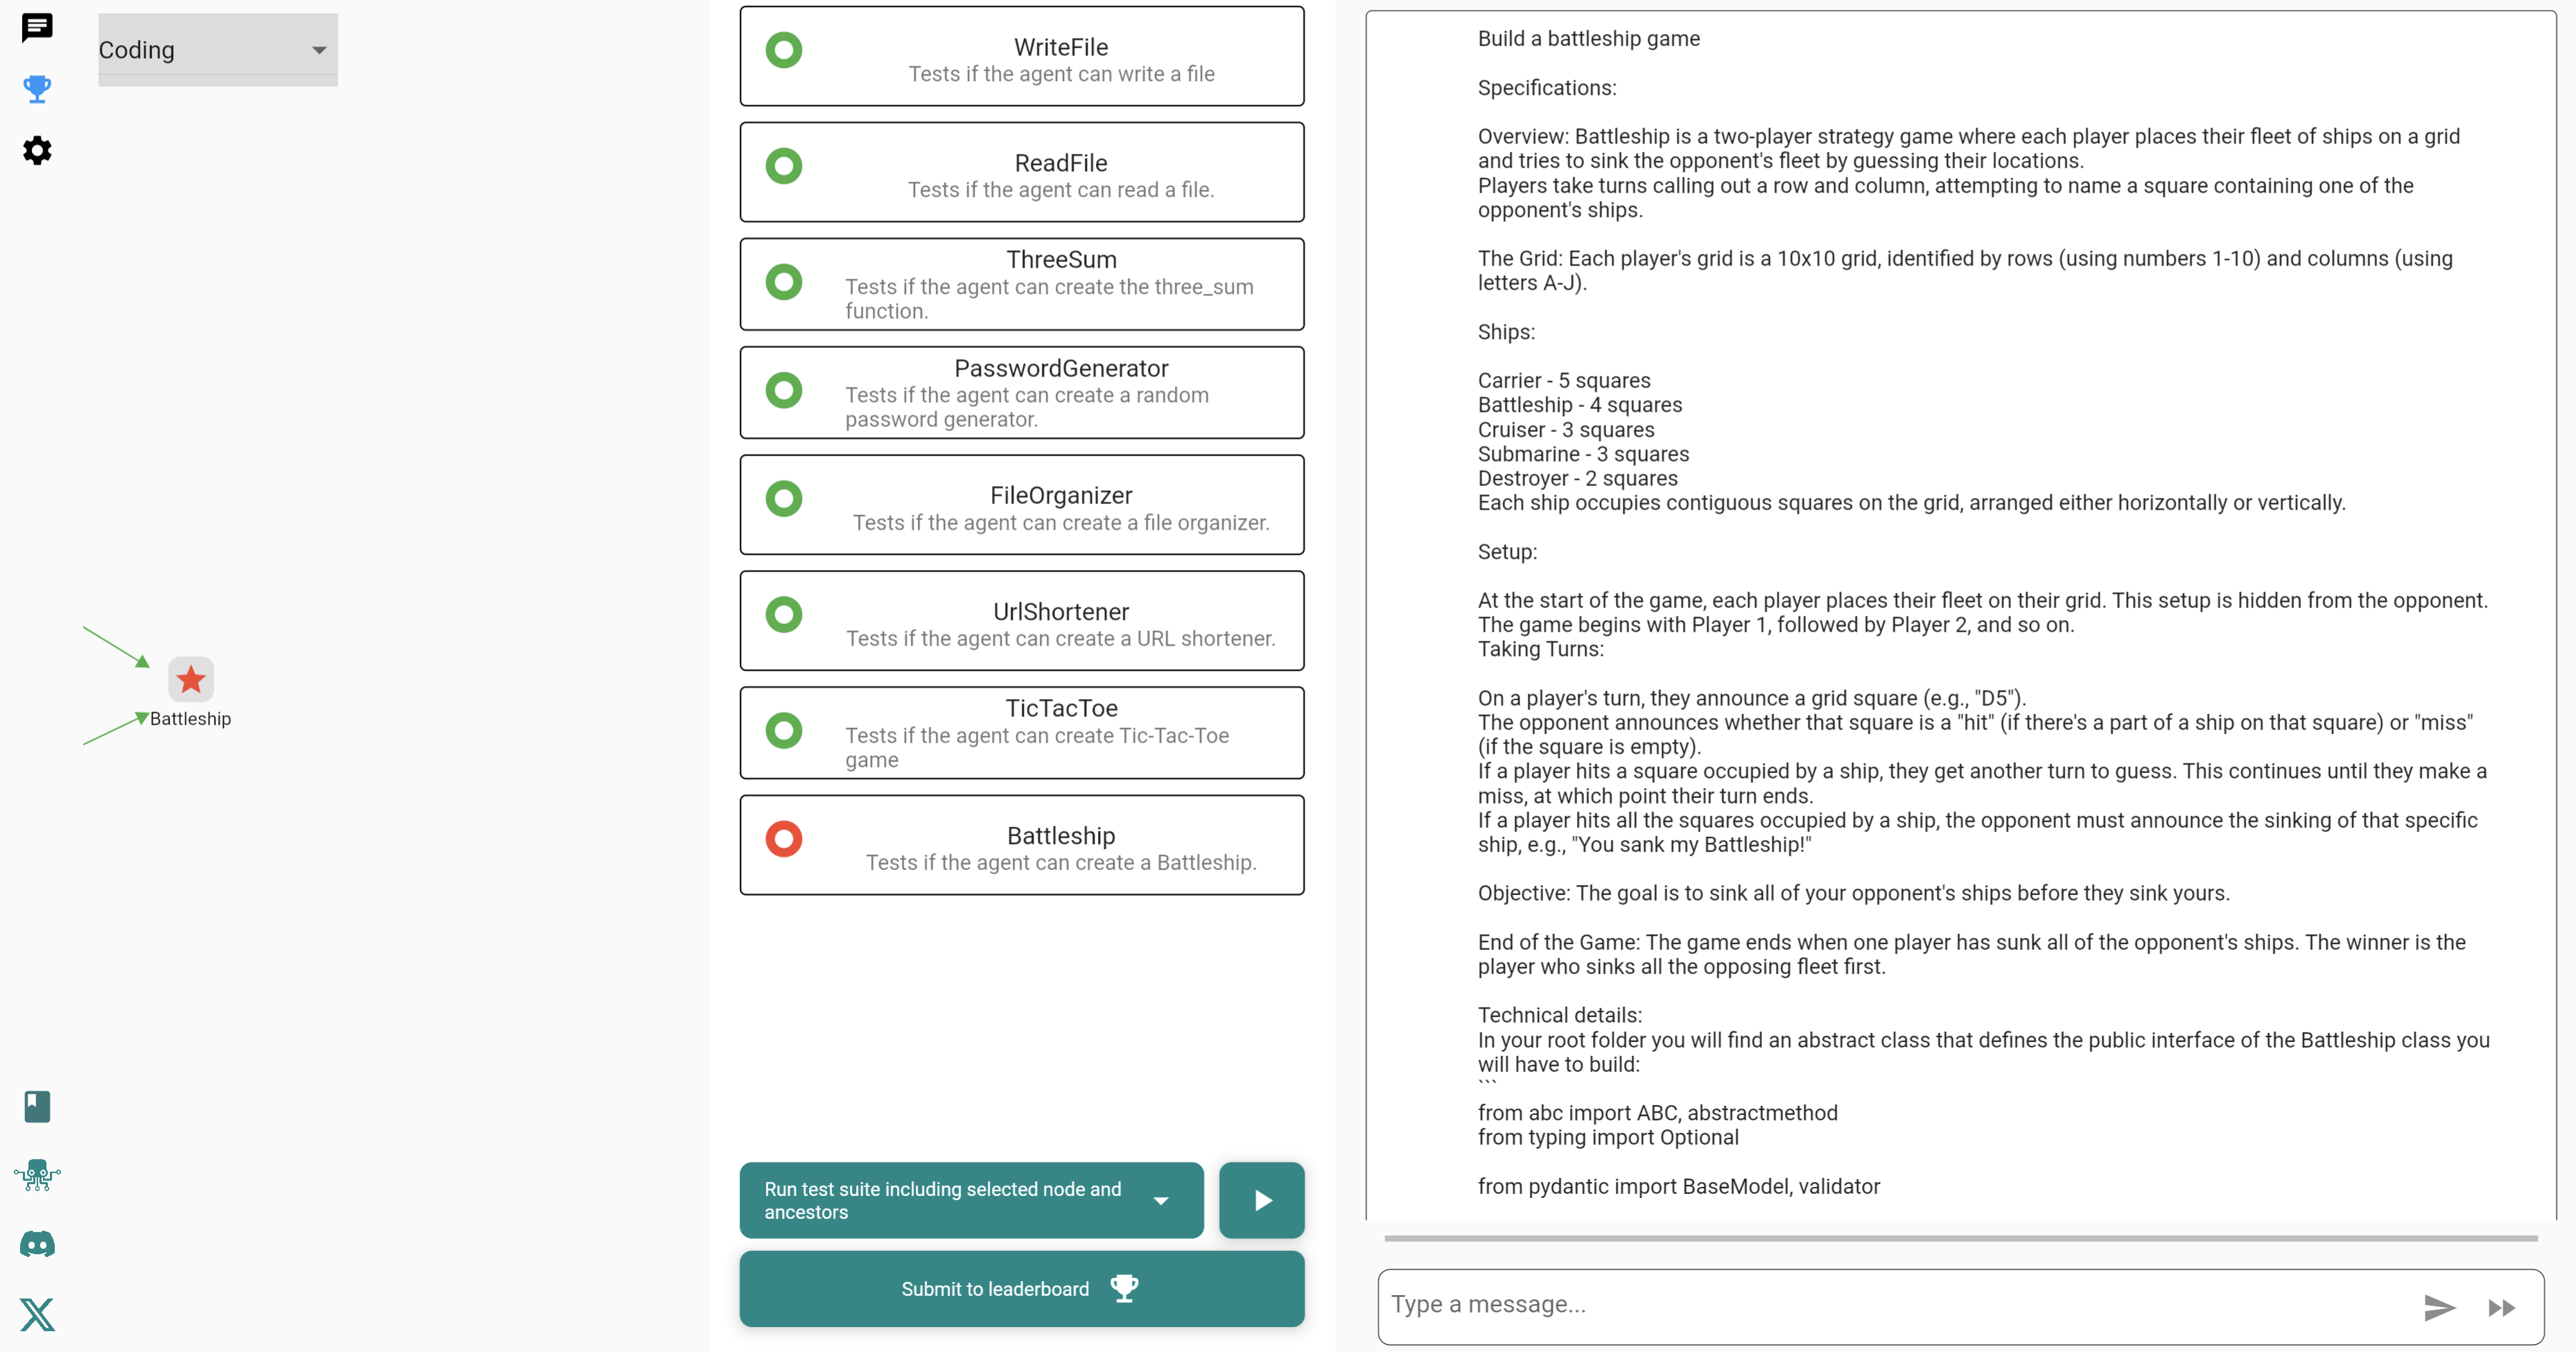 Coding
Battleship
WriteFile
Tests if the agent can write a file
ReadFile
Tests if the agent can read a file.
ThreeSum
Tests if the agent can create the three_sum
function.
PasswordGenerator
Tests if the agent can create a random
password generator.
FileOrganizer
Tests if the agent can create a file organizer.
UrlShortener
Tests if the agent can create a URL shortener.
TicTacToe
Tests if the agent can create Tic-Tac-Toe
game
Battleship
Tests if the agent can create a Battleship.
Run test suite including selected node and
ancestors
Submit to leaderboard
Build a battleship game
Specifications:
Overview: Battleship is a two-player strategy game where each player places their fleet of ships on a grid
and tries to sink the opponent's fleet by guessing their locations.
Players take turns calling out a row and column, attempting to name a square containing one of the
opponent's ships.
The Grid: Each player's grid is a 10x10 grid, identified by rows (using numbers 1-10) and columns (using
letters A-J).
Ships:
Carrier - 5 squares
Battleship - 4 squares
Cruiser - 3 squares
Submarine - 3 squares
Destroyer - 2 squares
Each ship occupies contiguous squares on the grid, arranged either horizontally or vertically.
Setup:
At the start of the game, each player places their fleet on their grid. This setup is hidden from the opponent.
The game begins with Player 1, followed by Player 2, and so on.
Taking Turns:
On a player's turn, they announce a grid square (e.g., "D5").
The opponent announces whether that square is a "hit" (if there's a part of a ship on that square) or "miss"
(if the square is empty).
If a player hits a square occupied by a ship, they get another turn to guess. This continues until they make a
miss, at which point their turn ends.
If a player hits all the squares occupied by a ship, the opponent must announce the sinking of that specific
ship, e.g., "You sank my Battleship!"
Objective: The goal is to sink all of your opponent's ships before they sink yours.
End of the Game: The game ends when one player has sunk all of the opponent's ships. The winner is the
player who sinks all the opposing fleet first.
Technical details:
In your root folder you will find an abstract class that defines the public interface of the Battleship class you
will have to build:
```
from abc import ABC, abstractmethod
from typing import Optional
from pydantic import BaseModel, validator
Type a message...